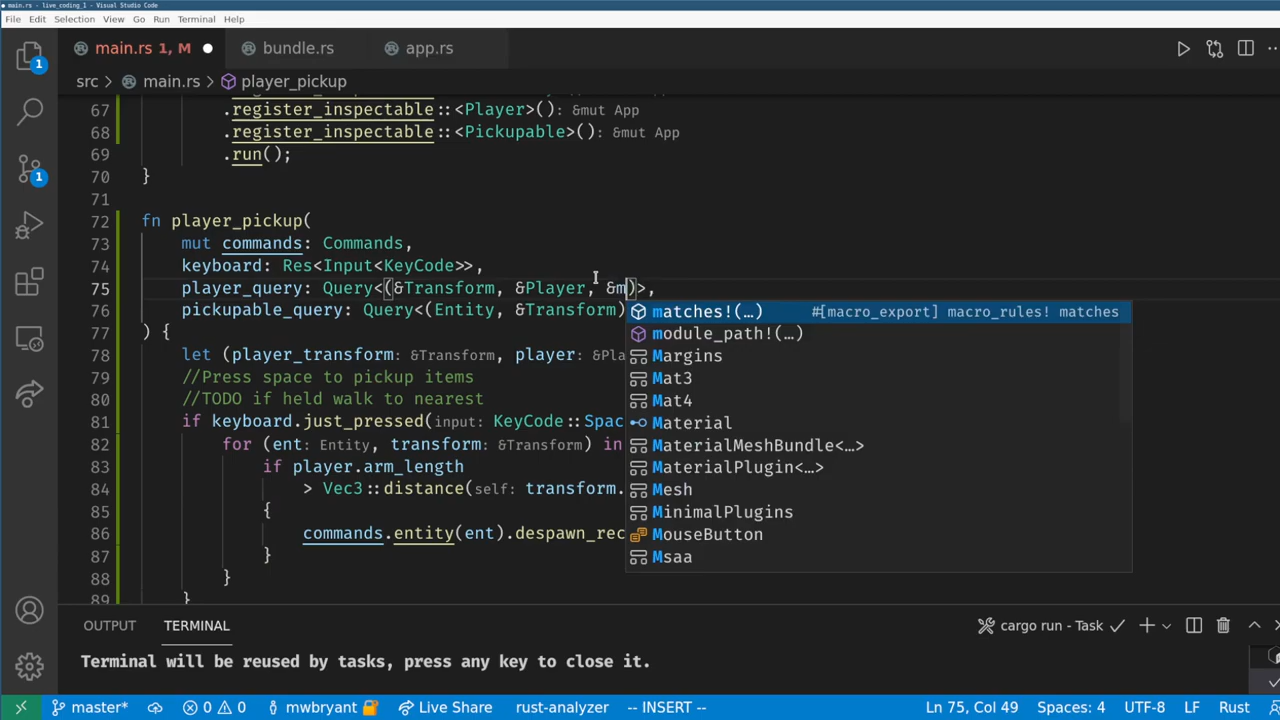 main.rs - live_coding_1 - Visual Studio Code
File Edit Selection View Go Run Terminal Help
main.rs 1, M ● bundle.rs app.rs
src > main.rs > player_pickup
67 .register_inspectable::<Player>(): &mut App
68 .register_inspectable::<Pickupable>(): &mut App
69 .run();
70 }
71
72 fn player_pickup(
73 mut commands: Commands,
74 keyboard: Res<Input<KeyCode>>,
75 player_query: Query<(&Transform, &Player, &m)>,
76 pickupable_query: Query<(Entity, &Transform)
77 ) {
78 let (player_transform: &Transform, player: &Pla
79 //Press space to pickup items
80 //TODO if held walk to nearest
81 if keyboard.just_pressed(input: KeyCode::Spac
82 for (ent: Entity, transform: &Transform) in
83 if player.arm_length
84 > Vec3::distance(self: transform.
85 {
86 commands.entity(ent).despawn_rec
87 }
88 }
89 }
matches!(…) #[macro_export] macro_rules! matches
module_path!(…)
Margins
Mat3
Mat4
Material
MaterialMeshBundle<…>
MaterialPlugin<…>
Mesh
MinimalPlugins
MouseButton
Msaa
1
1
OUTPUT TERMINAL cargo run - Task
Terminal will be reused by tasks, press any key to close it.
master* 0 0 mwbryant Live Share rust-analyzer -- INSERT -- Ln 75, Col 49 Spaces: 4 UTF-8 LF Rust